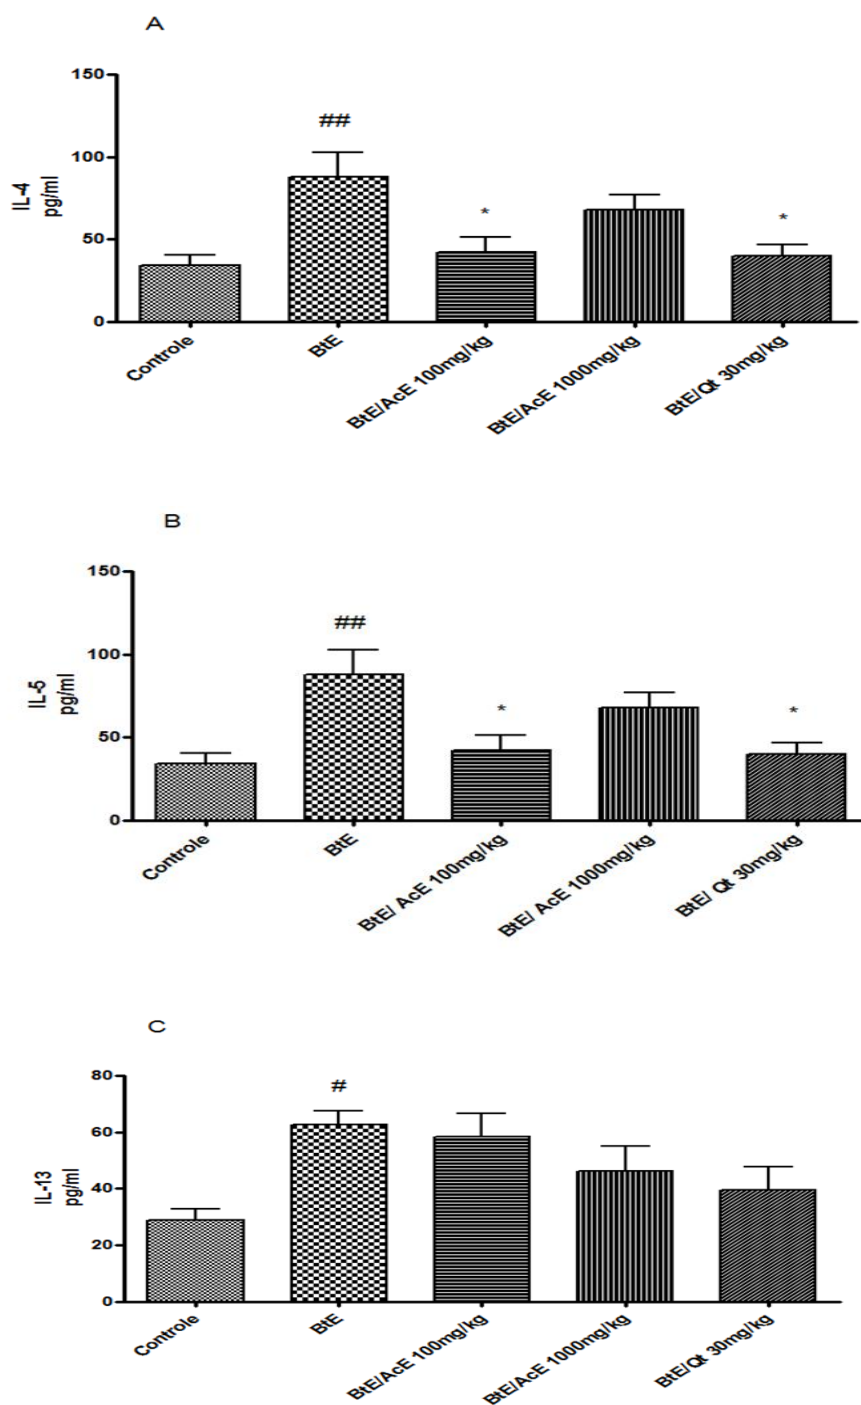 A
150
100
50
0
IL-4
pg/ml
##
*
*
Controle
BtE
BtE/AcE 100mg/kg
BtE/AcE 1000mg/kg
BtE/Qt 30mg/kg
B
150
100
50
0
IL-5
pg/ml
##
*
*
Controle
BtE
BtE/ AcE 100mg/kg
BtE/ AcE 1000mg/kg
BtE/ Qt 30mg/kg
C
80
60
40
20
0
IL-13
pg/ml
#
Controle
BtE
BtE/AcE 100mg/kg
BtE/AcE 1000mg/kg
BtE/Qt 30mg/kg